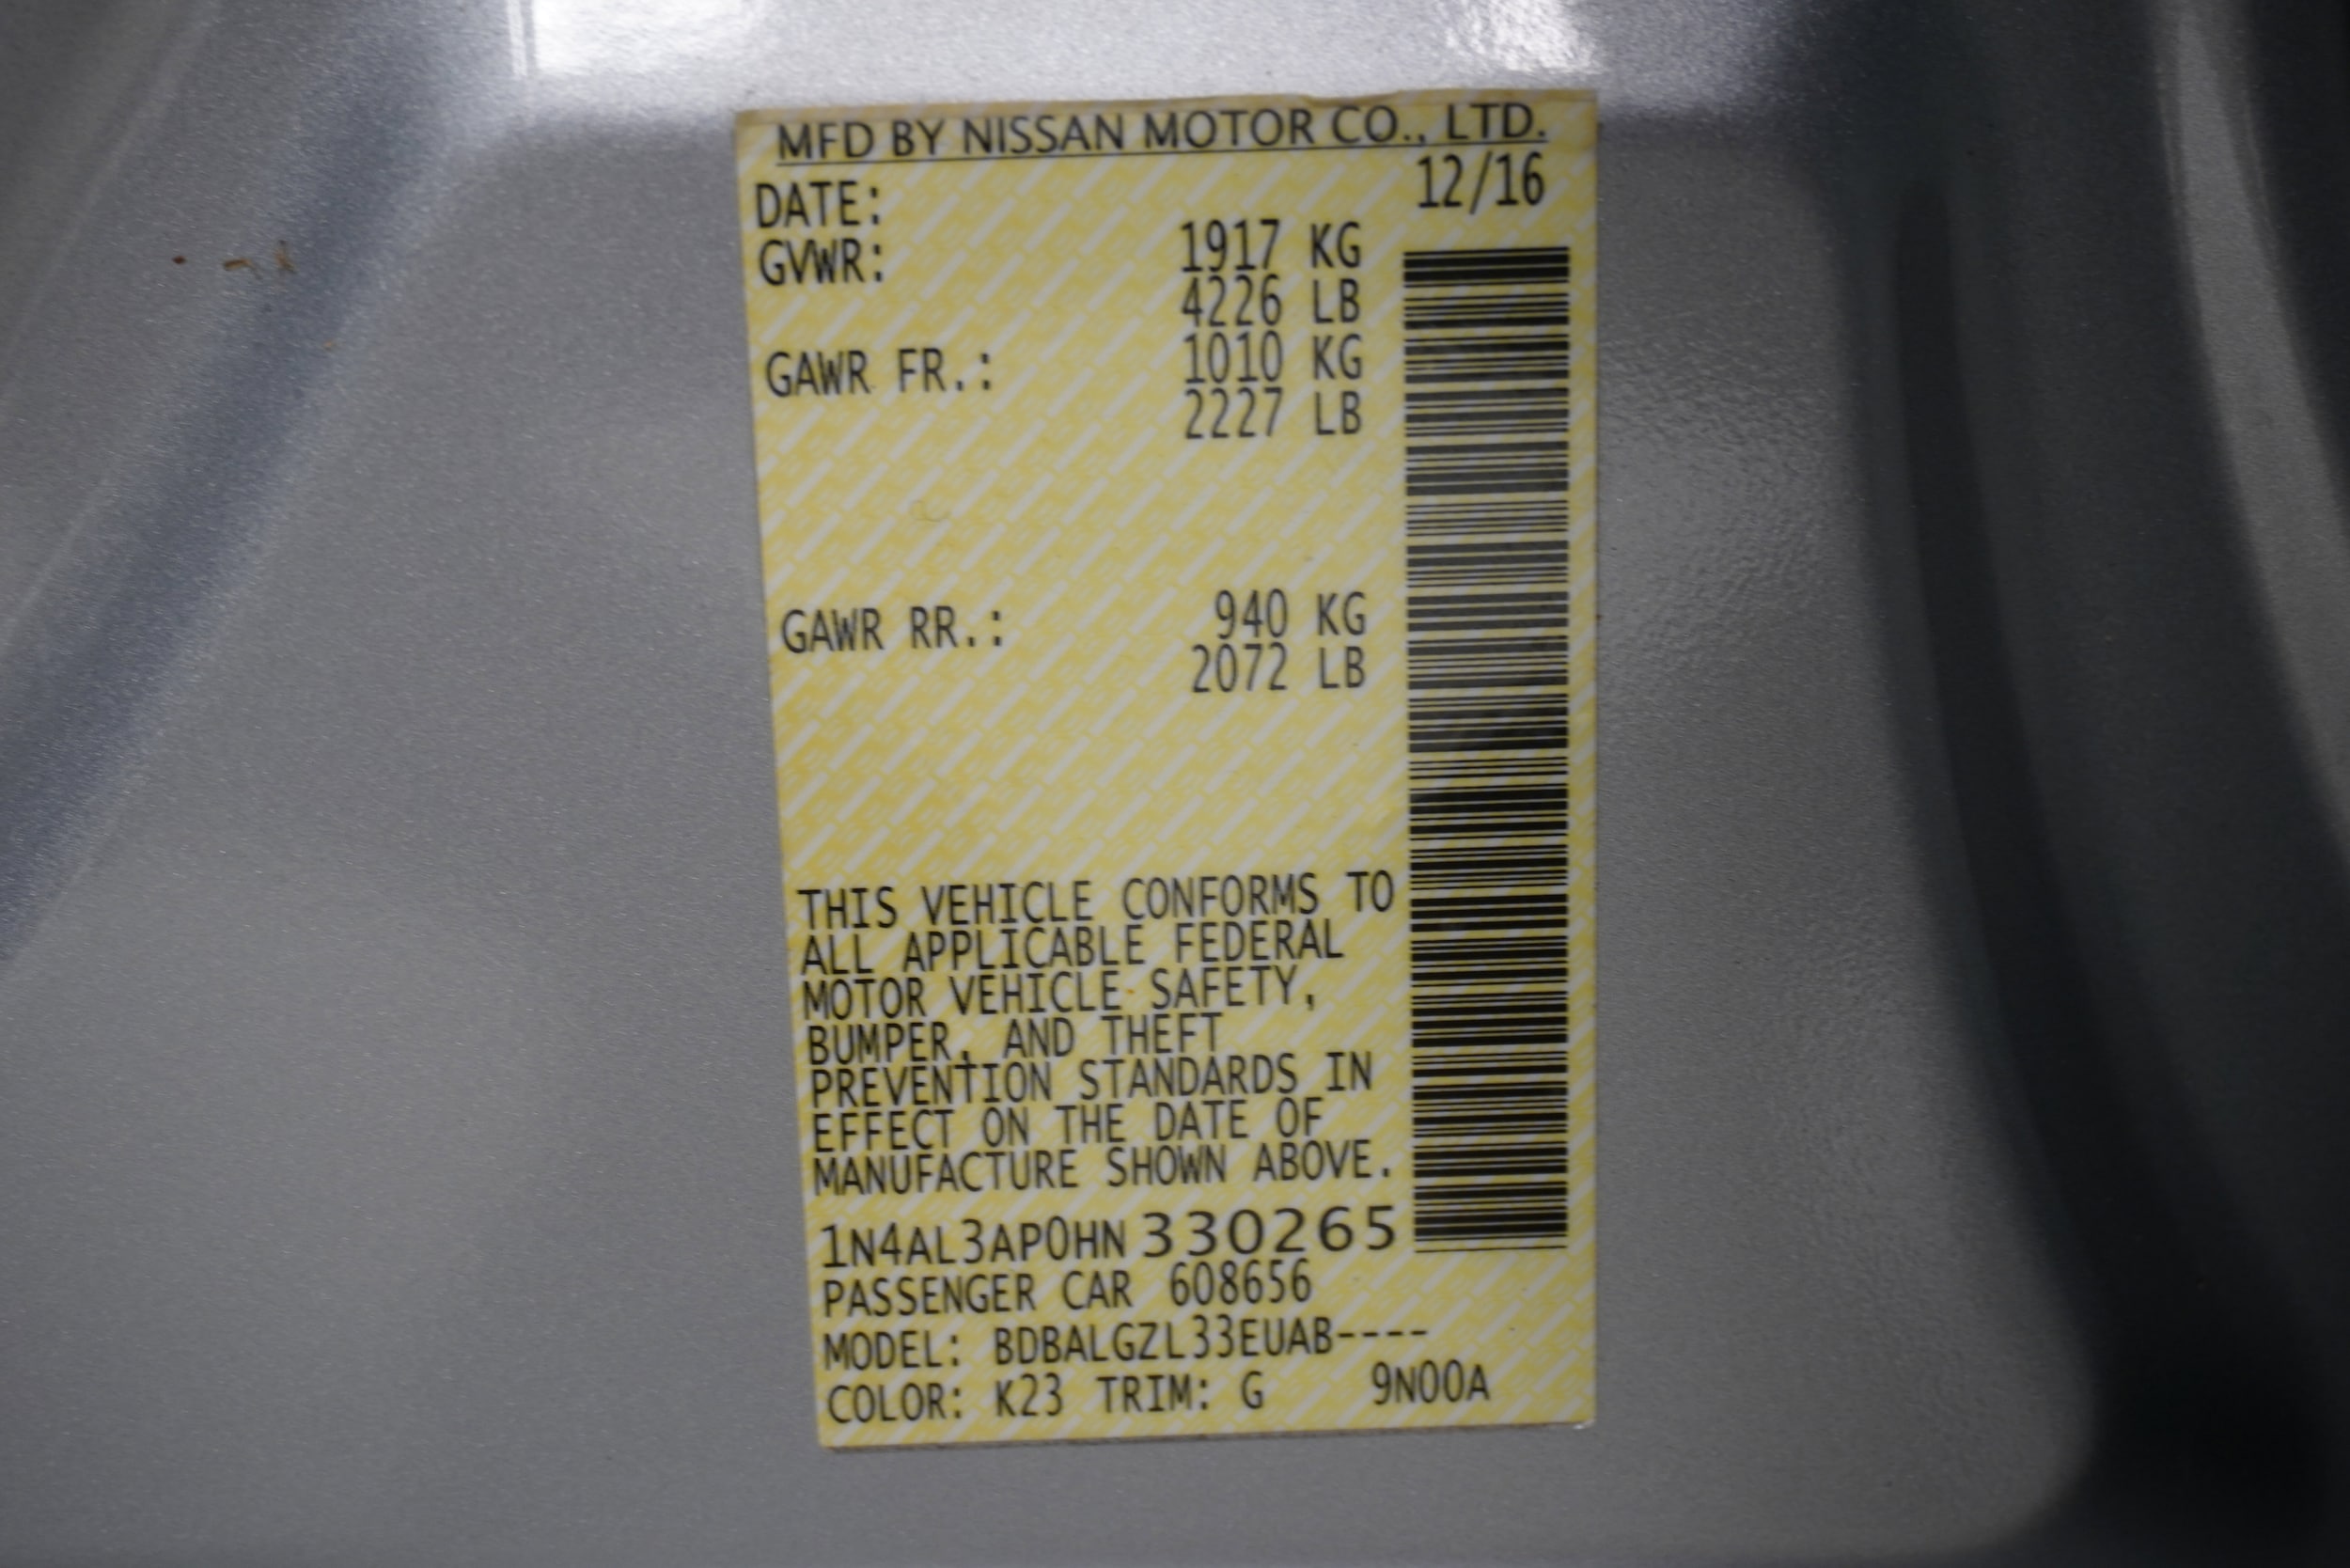 MFD BY NISSAN MOTOR CO., LTD.
DATE: 12/16
GVWR: 1917 KG
4226 LB
GAWR FR.: 1010 KG
2227 LB
GAWR RR.: 940 KG
2072 LB
THIS VEHICLE CONFORMS TO
ALL APPLICABLE FEDERAL
MOTOR VEHICLE SAFETY,
BUMPER, AND THEFT
PREVENTION STANDARDS IN
EFFECT ON THE DATE OF
MANUFACTURE SHOWN ABOVE.
1N4AL3AP0HN 330265
PASSENGER CAR 608656
MODEL: BDBALGZL33EUAB----
COLOR: K23 TRIM: G 9N00A